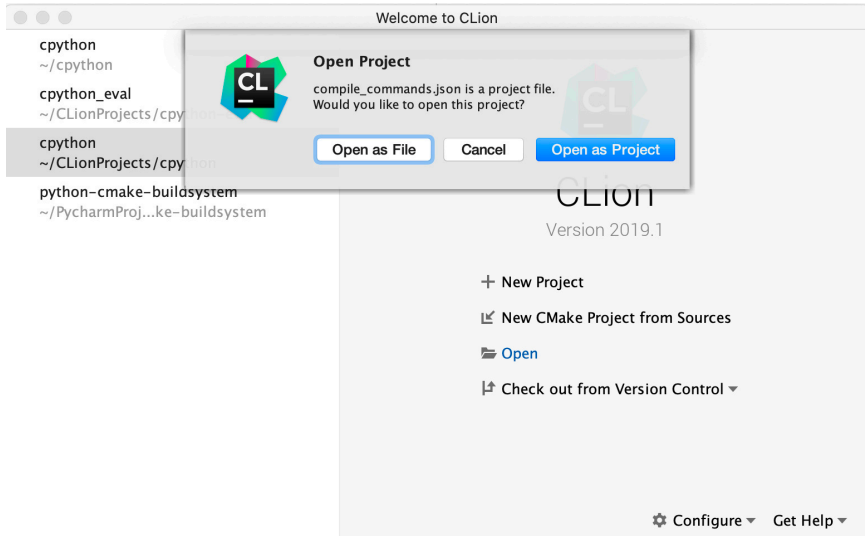 Welcome to CLion
cpython
~/cpython
cpython_eval
~/CLionProjects/cpython-e
cpython
~/CLionProjects/cpython
python-cmake-buildsystem
~/PycharmProj...ke-buildsystem
CL
Open Project
compile_commands.json is a project file.
Would you like to open this project?
Open as File
Cancel
Open as Project
CL
CLion
Version 2019.1
New Project
New CMake Project from Sources
Open
Check out from Version Control
Configure
Get Help